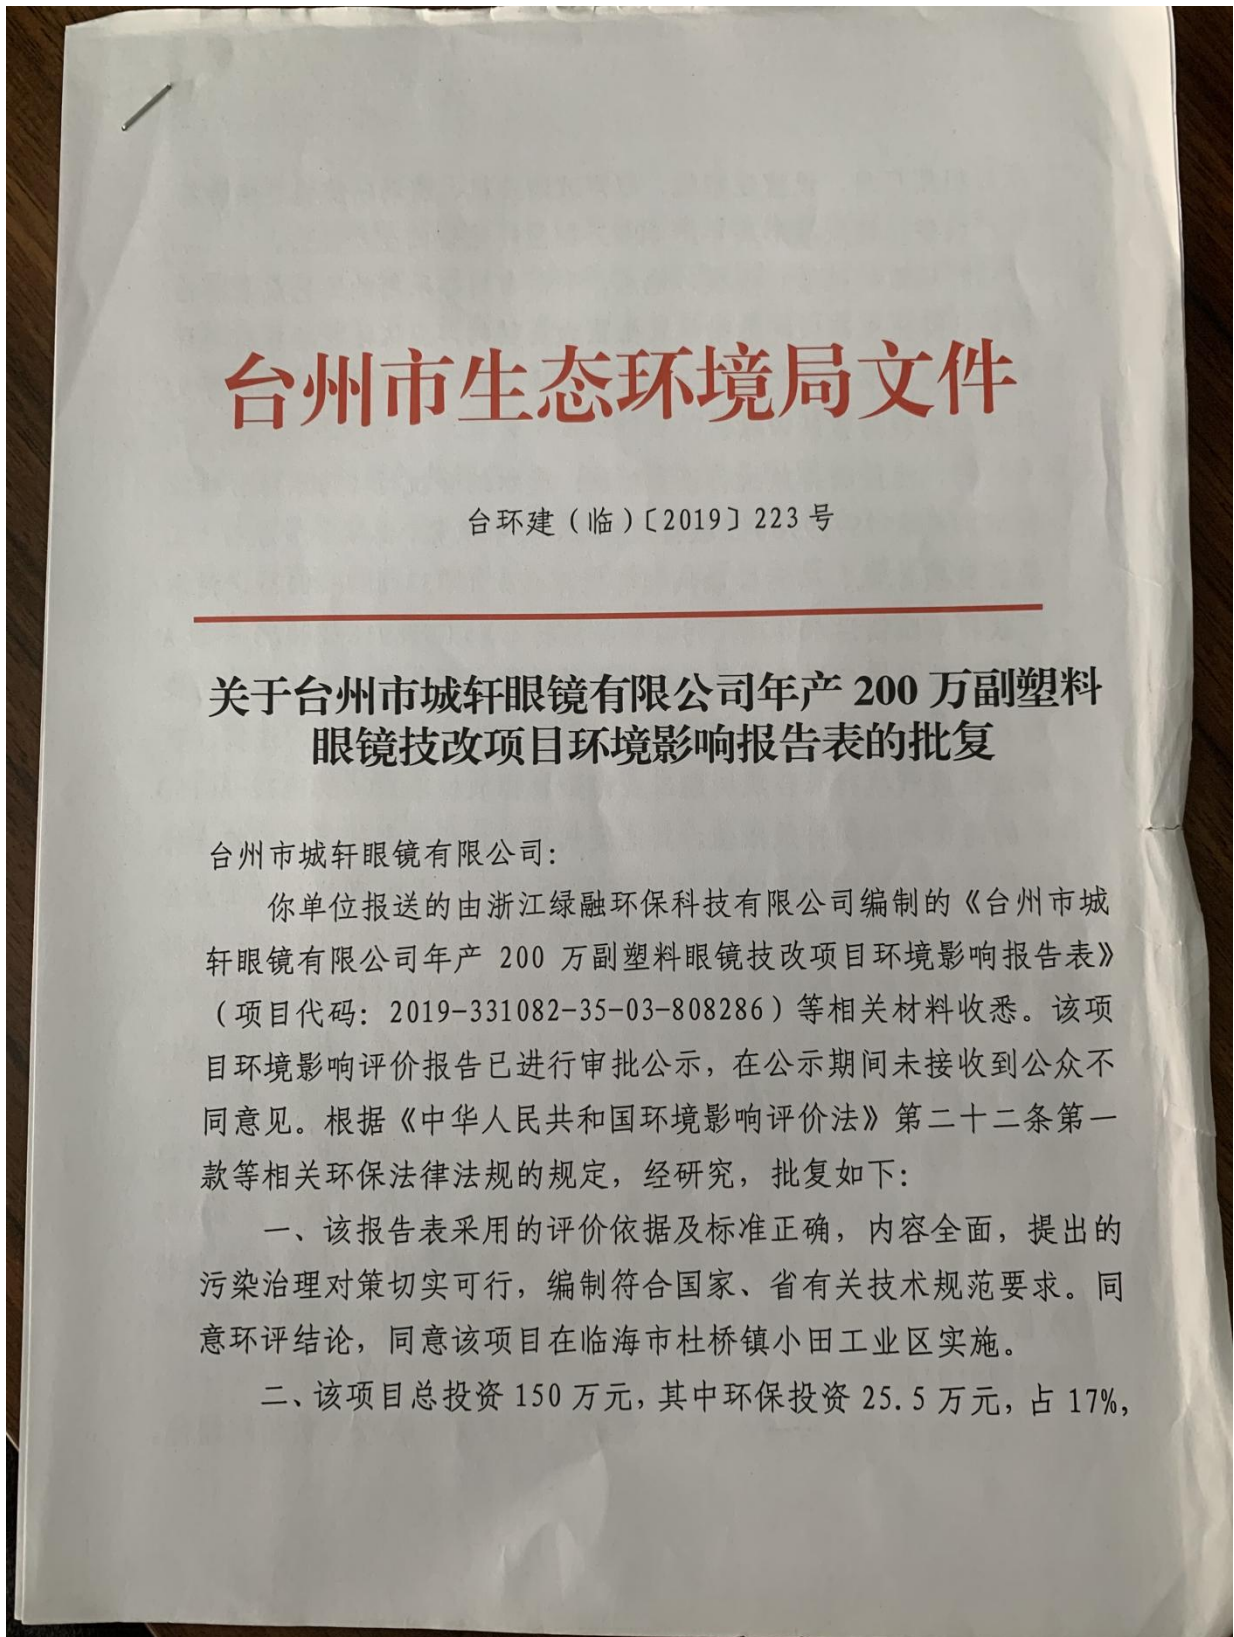 台州市生态环境局文件
台环建（临）〔2019〕223号
关于台州市城轩眼镜有限公司年产 200 万副塑料
眼镜技改项目环境影响报告表的批复
台州市城轩眼镜有限公司：
你单位报送的由浙江绿融环保科技有限公司编制的《台州市城
轩眼镜有限公司年产 200 万副塑料眼镜技改项目环境影响报告表》
（项目代码：2019-331082-35-03-808286）等相关材料收悉。该项
目环境影响评价报告已进行审批公示，在公示期间未接收到公众不
同意见。根据《中华人民共和国环境影响评价法》第二十二条第一
款等相关环保法律法规的规定，经研究，批复如下：
一、该报告表采用的评价依据及标准正确，内容全面，提出的
污染治理对策切实可行，编制符合国家、省有关技术规范要求。同
意环评结论，同意该项目在临海市杜桥镇小田工业区实施。
二、该项目总投资 150 万元，其中环保投资 25.5 万元，占 17%，